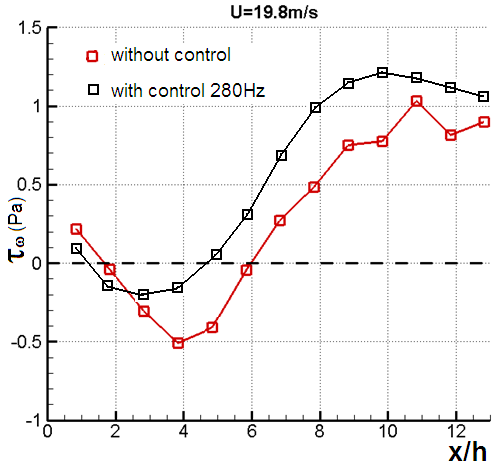 U=19.8m/s
1.5
without control
with control 280Hz
1
0.5
τω (Pa)
0
-0.5
-1
0 2 4 6 8 10 12
x/h